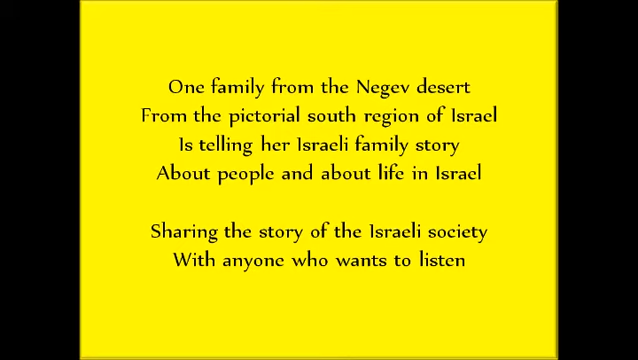 One family from the Negev desert
From the pictorial south region of Israel
Is telling her Israeli family story
About people and about life in Israel
Sharing the story of the Israeli society
With anyone who wants to listen